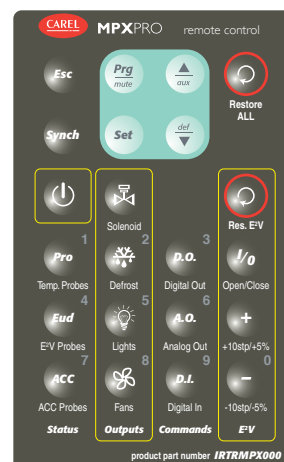 CAREL MPXPRO remote control
Esc Prg mute aux
Restore ALL
Synch Set def
Solenoid Res. E²V
1 2 3
Pro D.O. I/0
Temp. Probes Defrost Digital Out Open/Close
4 5 6
Eud A.O. +
E²V Probes Lights Analog Out +10stp/+5%
7 8 9 0
ACC D.I. -
ACC Probes Fans Digital In -10stp/-5%
Status Outputs Commands E²V
product part number IRTRMPX000